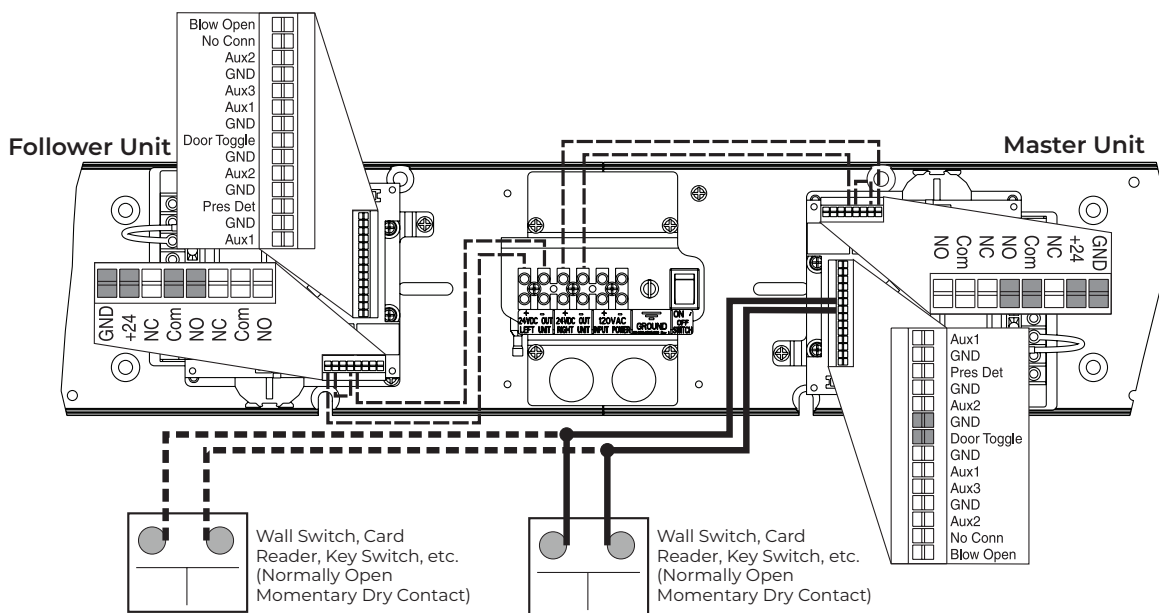 Blow Open
No Conn
Aux2
GND
Aux3
Aux1
GND
Door Toggle
GND
Aux2
GND
Pres Det
GND
Aux1
Follower Unit
Master Unit
GND
+24
NC
Com
NO
NC
Com
NO
NO
Com
NC
NO
Com
NC
+24
GND
+ - + - + -
24VDC OUT 24VDC OUT 120VAC
LEFT UNIT RIGHT UNIT INPUT POWER
GROUND
ON / OFF
SWITCH
Aux1
GND
Pres Det
GND
Aux2
GND
Door Toggle
GND
Aux1
Aux3
GND
Aux2
No Conn
Blow Open
Wall Switch, Card
Reader, Key Switch, etc.
(Normally Open
Momentary Dry Contact)
Wall Switch, Card
Reader, Key Switch, etc.
(Normally Open
Momentary Dry Contact)